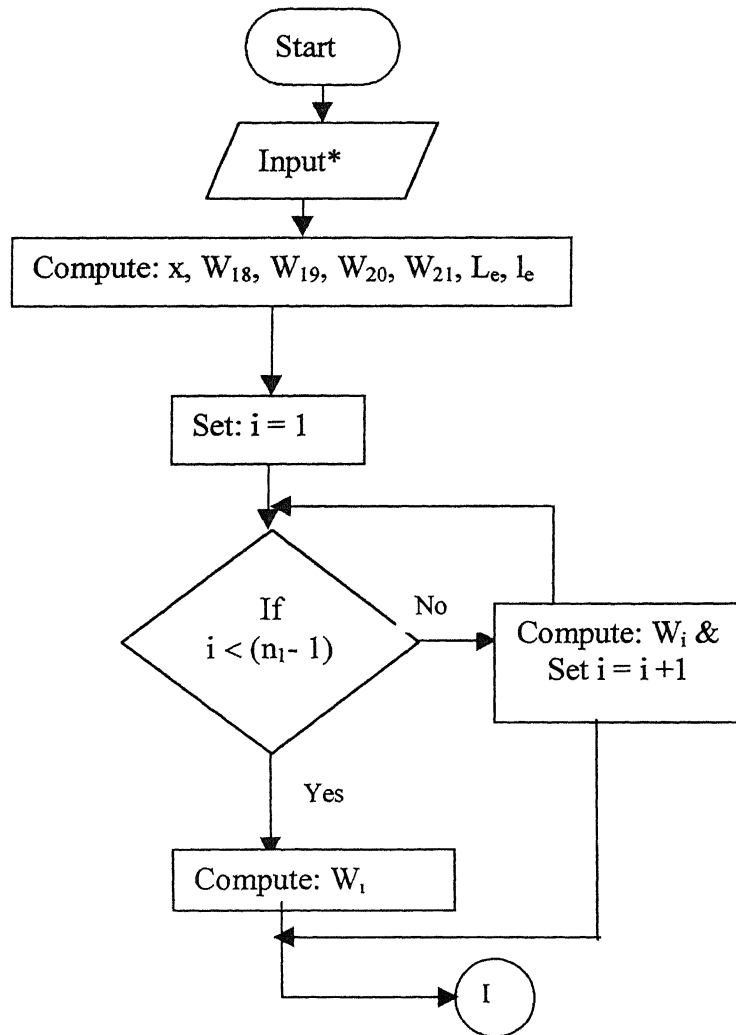 Start
Input*
Compute: x, W₁₈, W₁₉, W₂₀, W₂₁, Lₑ, lₑ
Set: i = 1
If
i < (n₁- 1)
No
Compute: Wᵢ &
Set i = i +1
Yes
Compute: Wᵢ
I